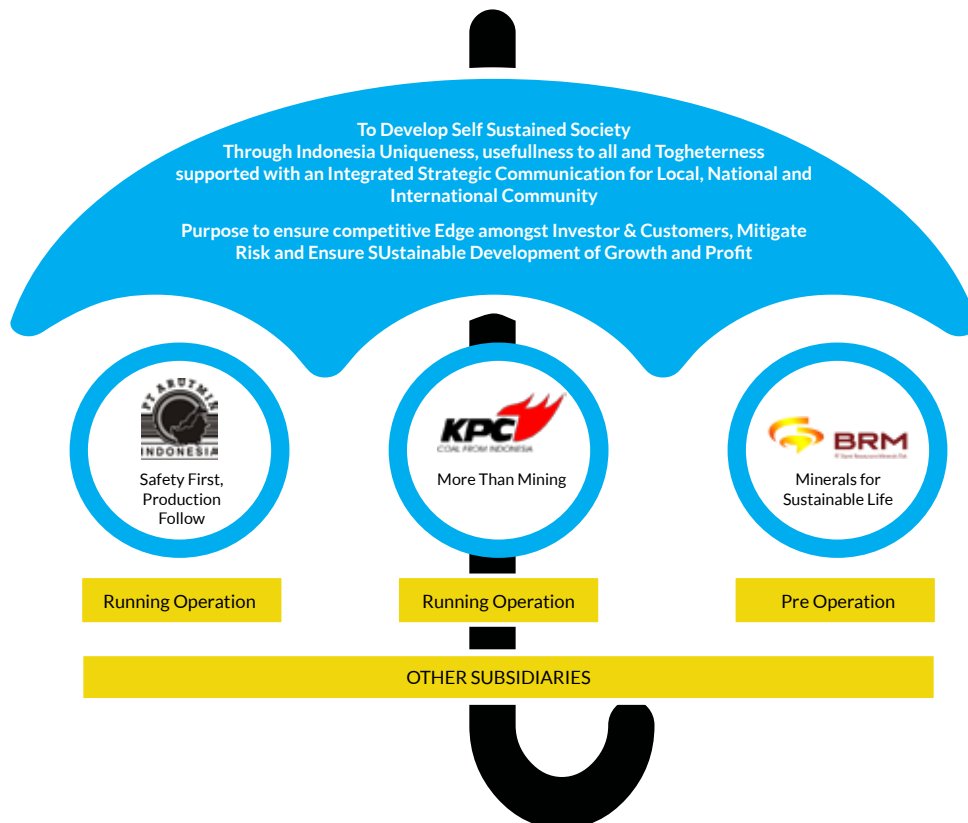 To Develop Self Sustained Society
Through Indonesia Uniqueness, usefullness to all and Togheterness
supported with an Integrated Strategic Communication for Local, National and
International Community
Purpose to ensure competitive Edge amongst Investor & Customers, Mitigate
Risk and Ensure SUstainable Development of Growth and Profit
PT ARUTMIN
INDONESIA
Safety First,
Production
Follow
KPC
COAL FROM INDONESIA
More Than Mining
BRM
Minerals for
Sustainable Life
Running Operation
Running Operation
Pre Operation
OTHER SUBSIDIARIES